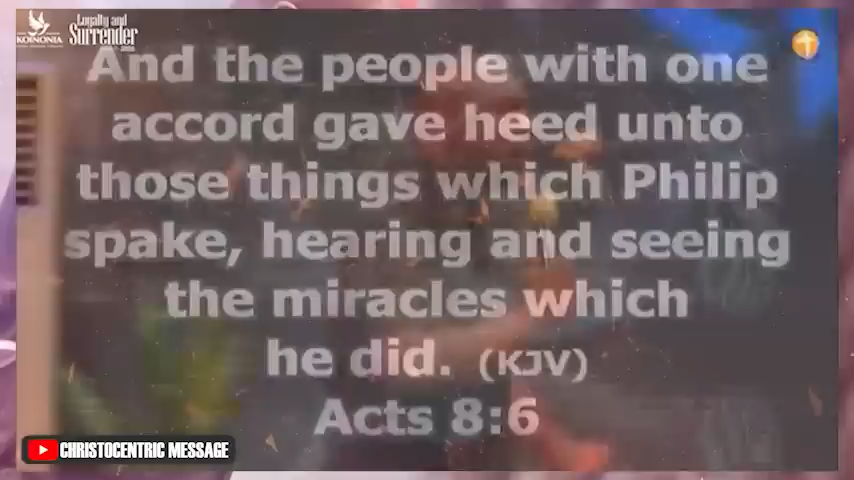 KOINONIA
Loyalty and
Surrender
And the people with one
accord gave heed unto
those things which Philip
spake, hearing and seeing
the miracles which
he did. (KJV)
Acts 8:6
CHRISTOCENTRIC MESSAGE